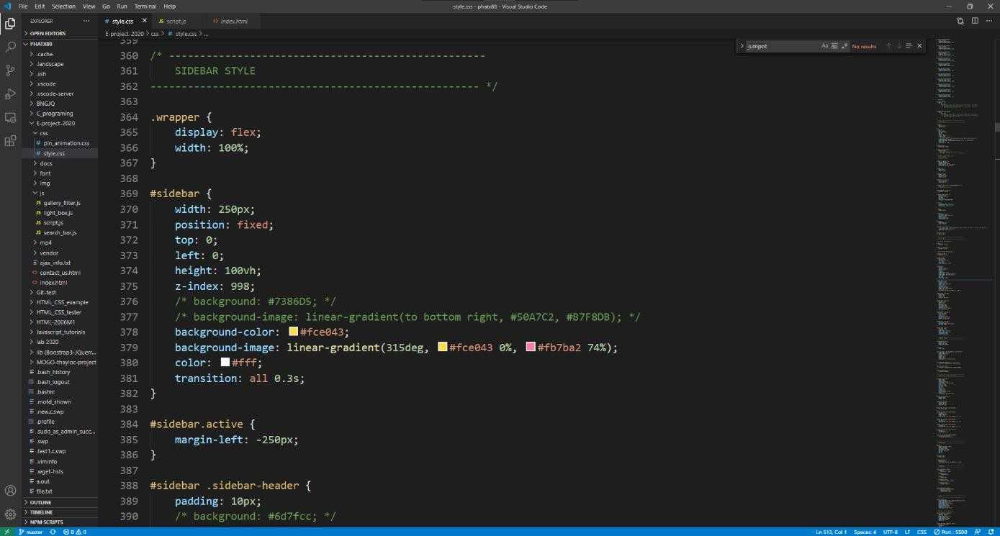 File Edit Selection View Go Run Terminal Help
style.css - phatx88 - Visual Studio Code
EXPLORER
OPEN EDITORS
PHATX88
.cache
.landscape
.ssh
.vscode
.vscode-server
BNGJQ
C_programing
E-project-2020
css
# pin_animation.css
# style.css
docs
font
img
js
JS gallery_filter.js
JS light_box.js
JS script.js
JS search_bar.js
mp4
vendor
ajax_info.txt
<> contact_us.html
<> index.html
Git-test
HTML_CSS_example
HTML_CSS_tester
HTML-2006M1
Javascript_tutorials
lab 2020
lib (Boostrap3-JQuerr...
MOGO-thayloc-project
.bash_history
.bash_logout
.bashrc
.motd_shown
.new.c.swp
.profile
.sudo_as_admin_succ...
.swp
.test1.c.swp
.viminfo
.wget-hsts
a.out
file.txt
OUTLINE
TIMELINE
NPM SCRIPTS
# style.css JS script.js <> index.html
E-project-2020 > css > # style.css > ...
jumpot Aa Abl .* No results
359
360 /* ---------------------------------------------------
361 SIDEBAR STYLE
362 ----------------------------------------------------- */
363
364 .wrapper {
365 display: flex;
366 width: 100%;
367 }
368
369 #sidebar {
370 width: 250px;
371 position: fixed;
372 top: 0;
373 left: 0;
374 height: 100vh;
375 z-index: 998;
376 /* background: #7386D5; */
377 /* background-image: linear-gradient(to bottom right, #50A7C2, #B7F8DB); */
378 background-color: #fce043;
379 background-image: linear-gradient(315deg, #fce043 0%, #fb7ba2 74%);
380 color: #fff;
381 transition: all 0.3s;
382 }
383
384 #sidebar.active {
385 margin-left: -250px;
386 }
387
388 #sidebar .sidebar-header {
389 padding: 10px;
390 /* background: #6d7fcc; */
master 0 0 Ln 513, Col 1 Spaces: 4 UTF-8 LF CSS Port : 5500